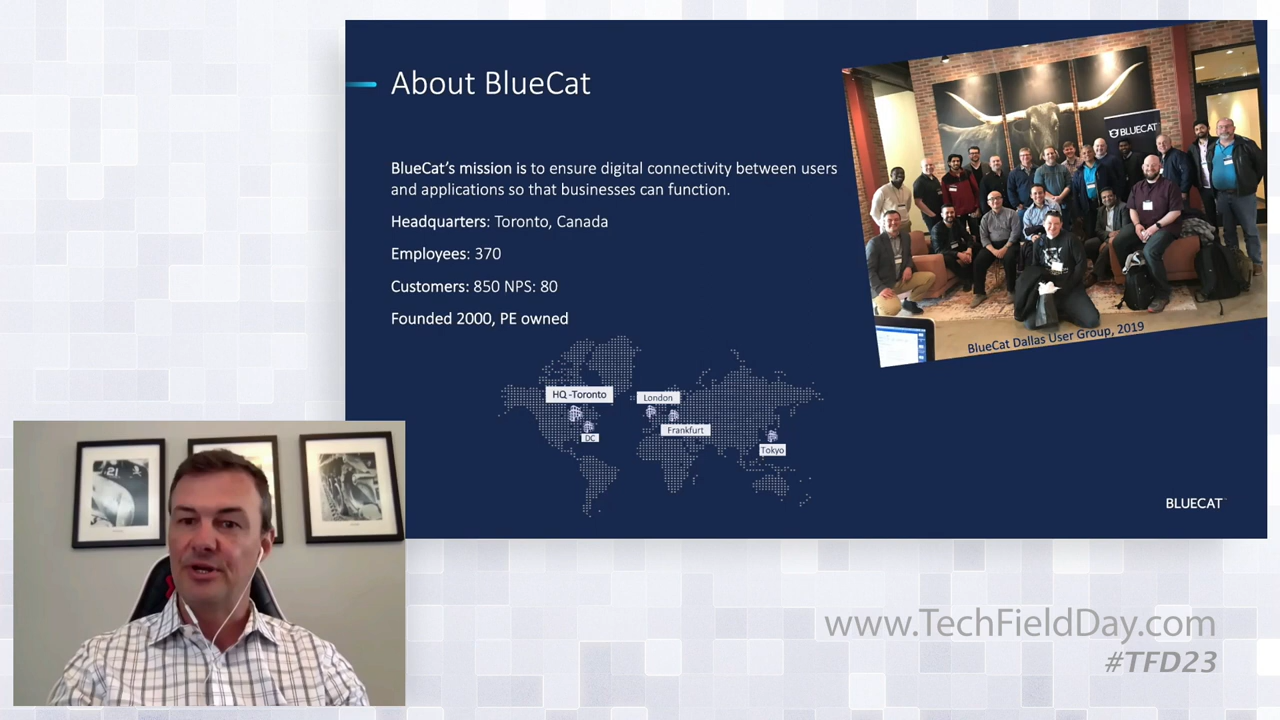 About BlueCat
BlueCat's mission is to ensure digital connectivity between users
and applications so that businesses can function.
Headquarters: Toronto, Canada
Employees: 370
Customers: 850 NPS: 80
Founded 2000, PE owned
BLUECAT
BlueCat Dallas User Group, 2019
HQ -Toronto
London
DC
Frankfurt
Tokyo
BLUECAT
21
www.TechFieldDay.com
#TFD23